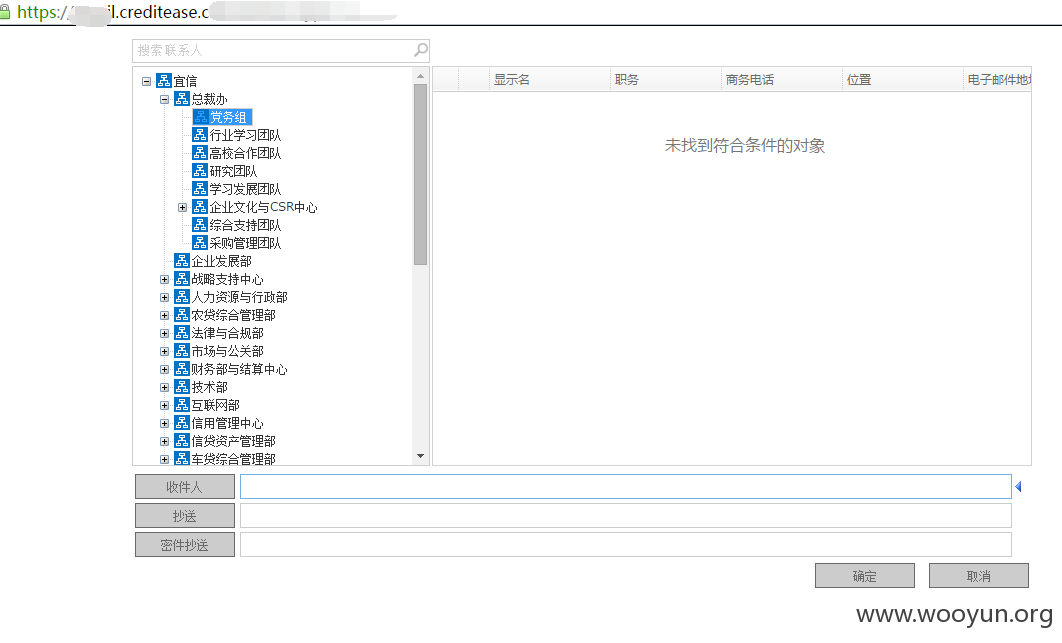 https://
il.creditease.c
搜索联系人
宜信
总裁办
党务组
行业学习团队
高校合作团队
研究团队
学习发展团队
企业文化与CSR中心
综合支持团队
采购管理团队
企业发展部
战略支持中心
人力资源与行政部
农贷综合管理部
法律与合规部
市场与公关部
财务部与结算中心
技术部
互联网部
信用管理中心
信贷资产管理部
车贷综合管理部
显示名 职务 商务电话 位置 电子邮件地址
未找到符合条件的对象
收件人
抄送
密件抄送
确定 取消
www.wooyun.org